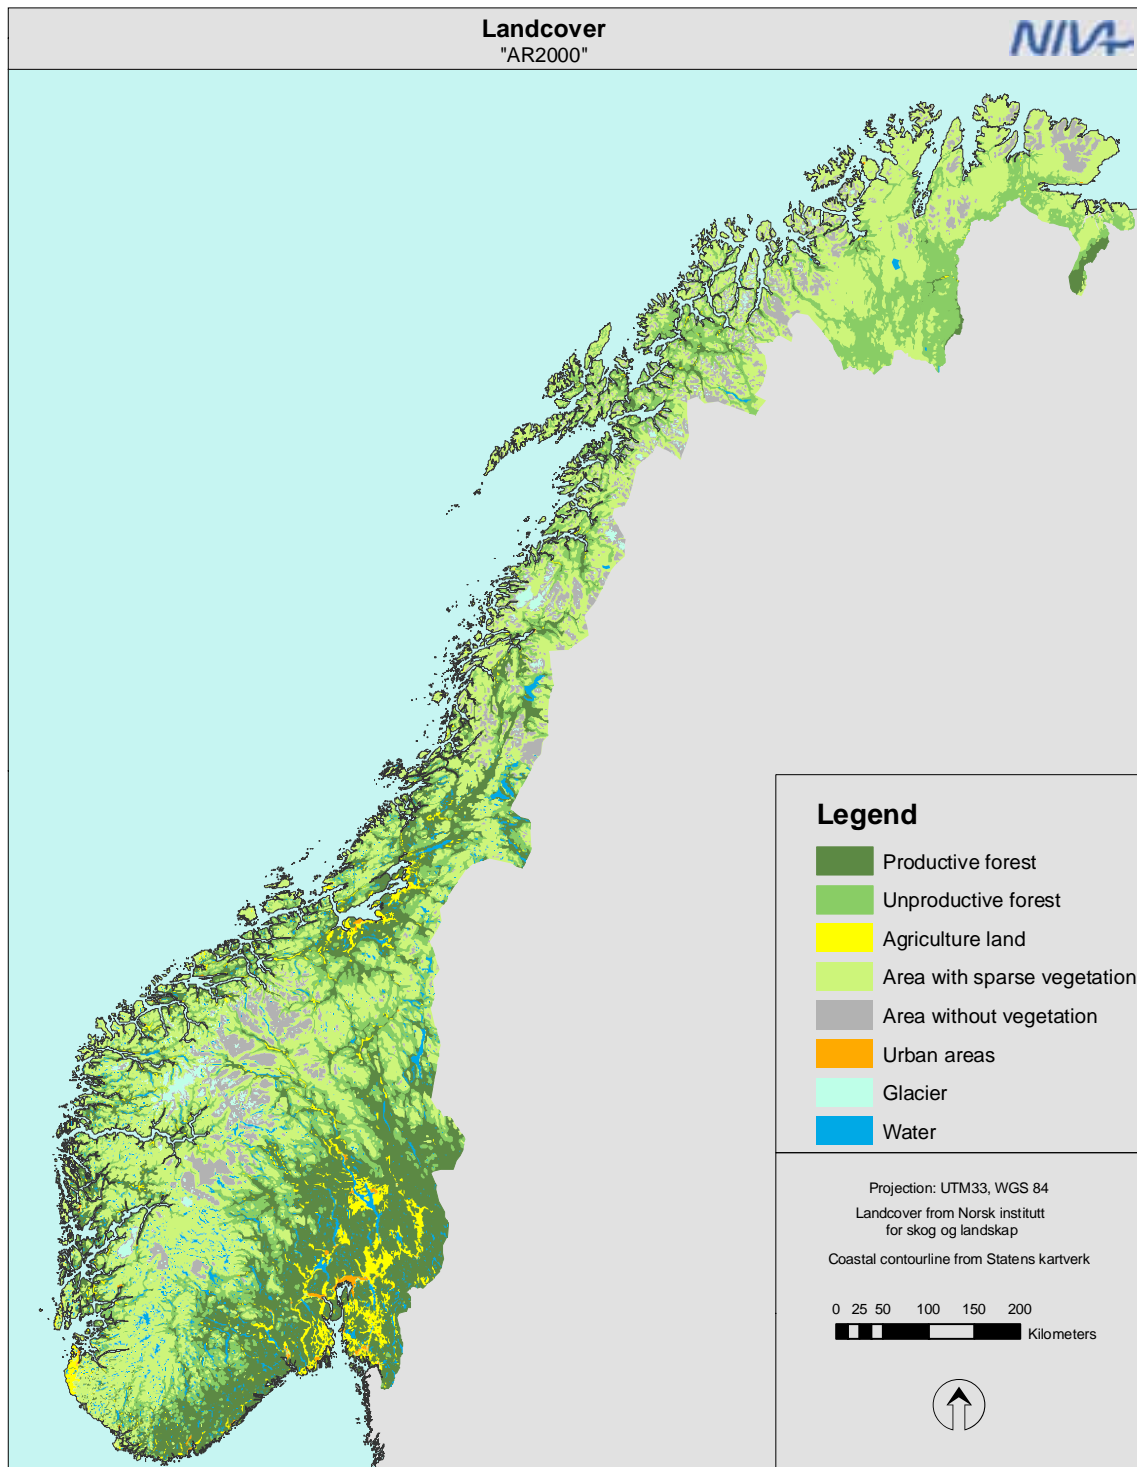 Landcover
"AR2000"
NIVA
Legend
Productive forest
Unproductive forest
Agriculture land
Area with sparse vegetation
Area without vegetation
Urban areas
Glacier
Water
Projection: UTM33, WGS 84
Landcover from Norsk institutt
for skog og landskap
Coastal contourline from Statens kartverk
0 25 50 100 150 200
Kilometers